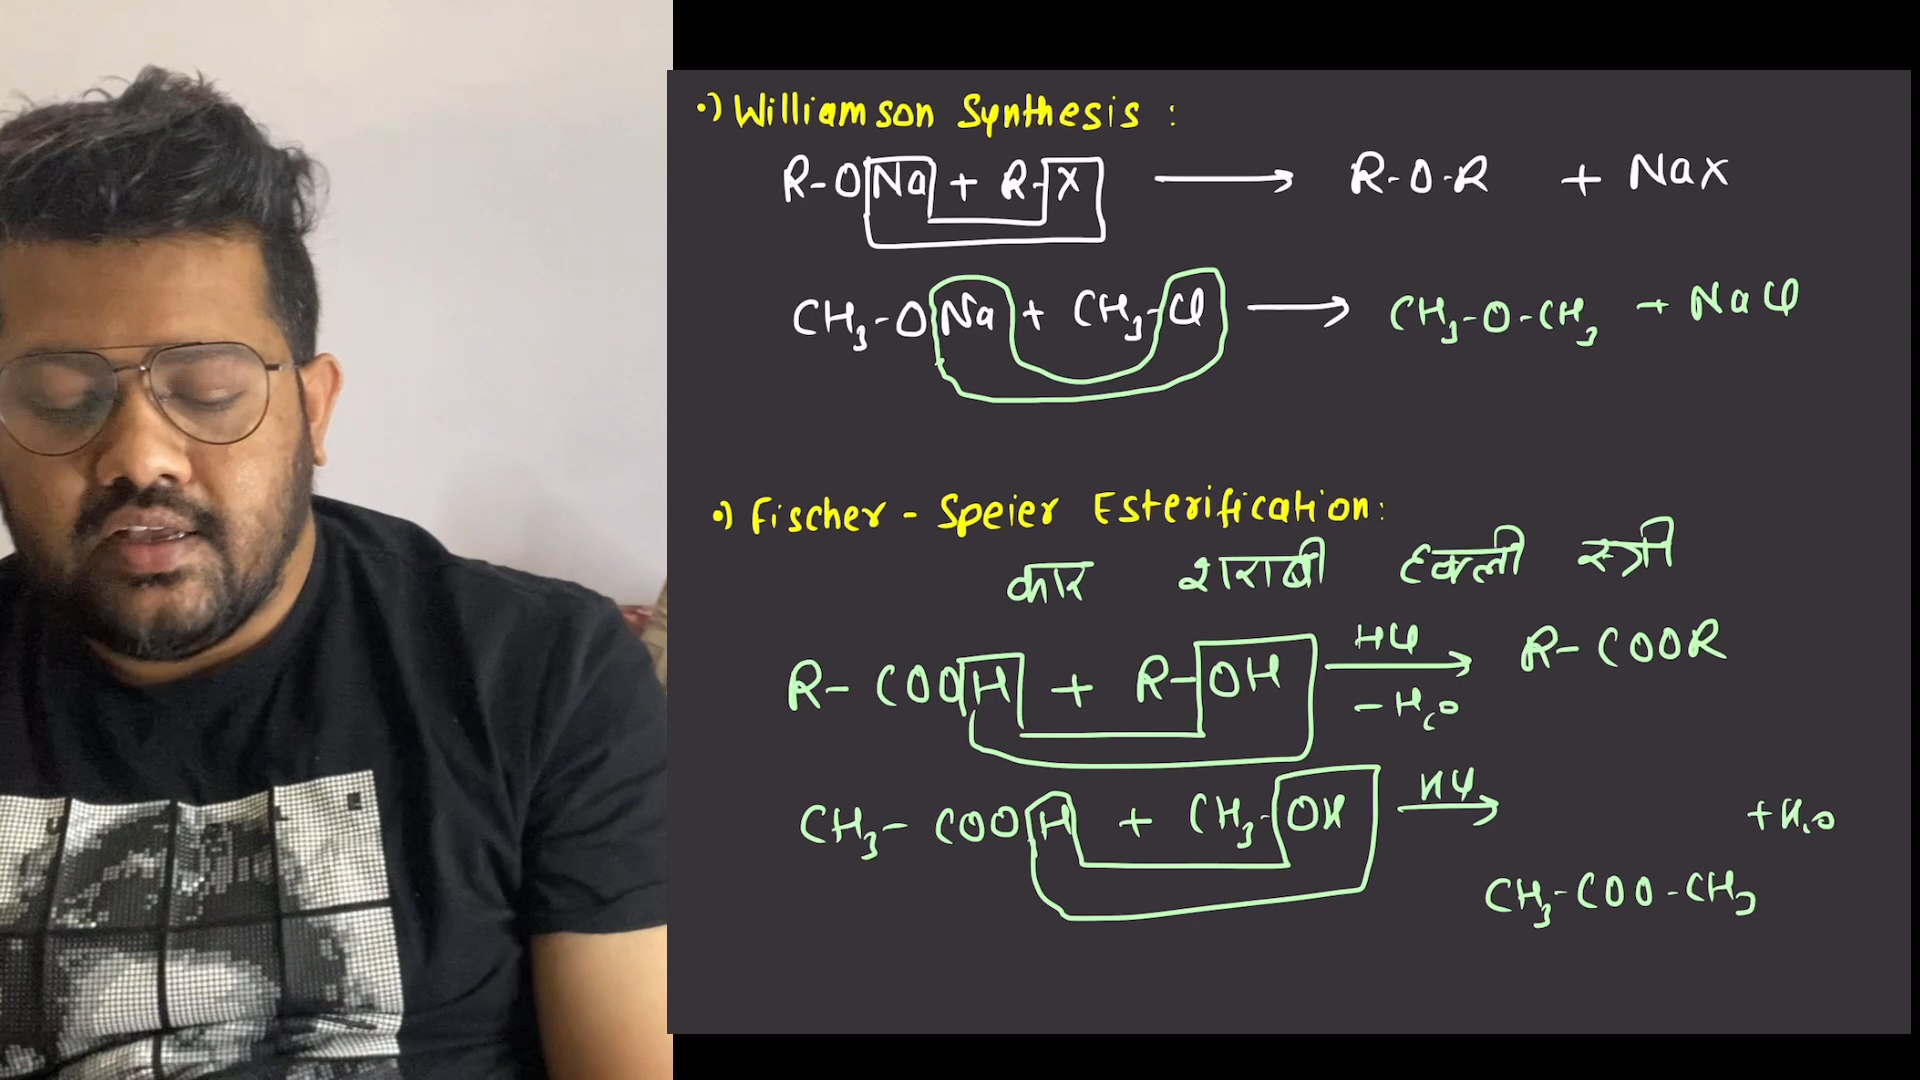 •) Williamson Synthesis :
R-ONa + R-X ⟶ R-O-R + NaX
CH₃-ONa + CH₃-Cl ⟶ CH₃-O-CH₃ + NaCl
•) Fischer - Speier Esterification:
कार शराबी स्त्री
HCl
R- COOH + R-OH ⟶ R- COOR
- H₂O
HCl
CH₃- COOH + CH₃-OH ⟶ + H₂O
CH₃-COO-CH₃